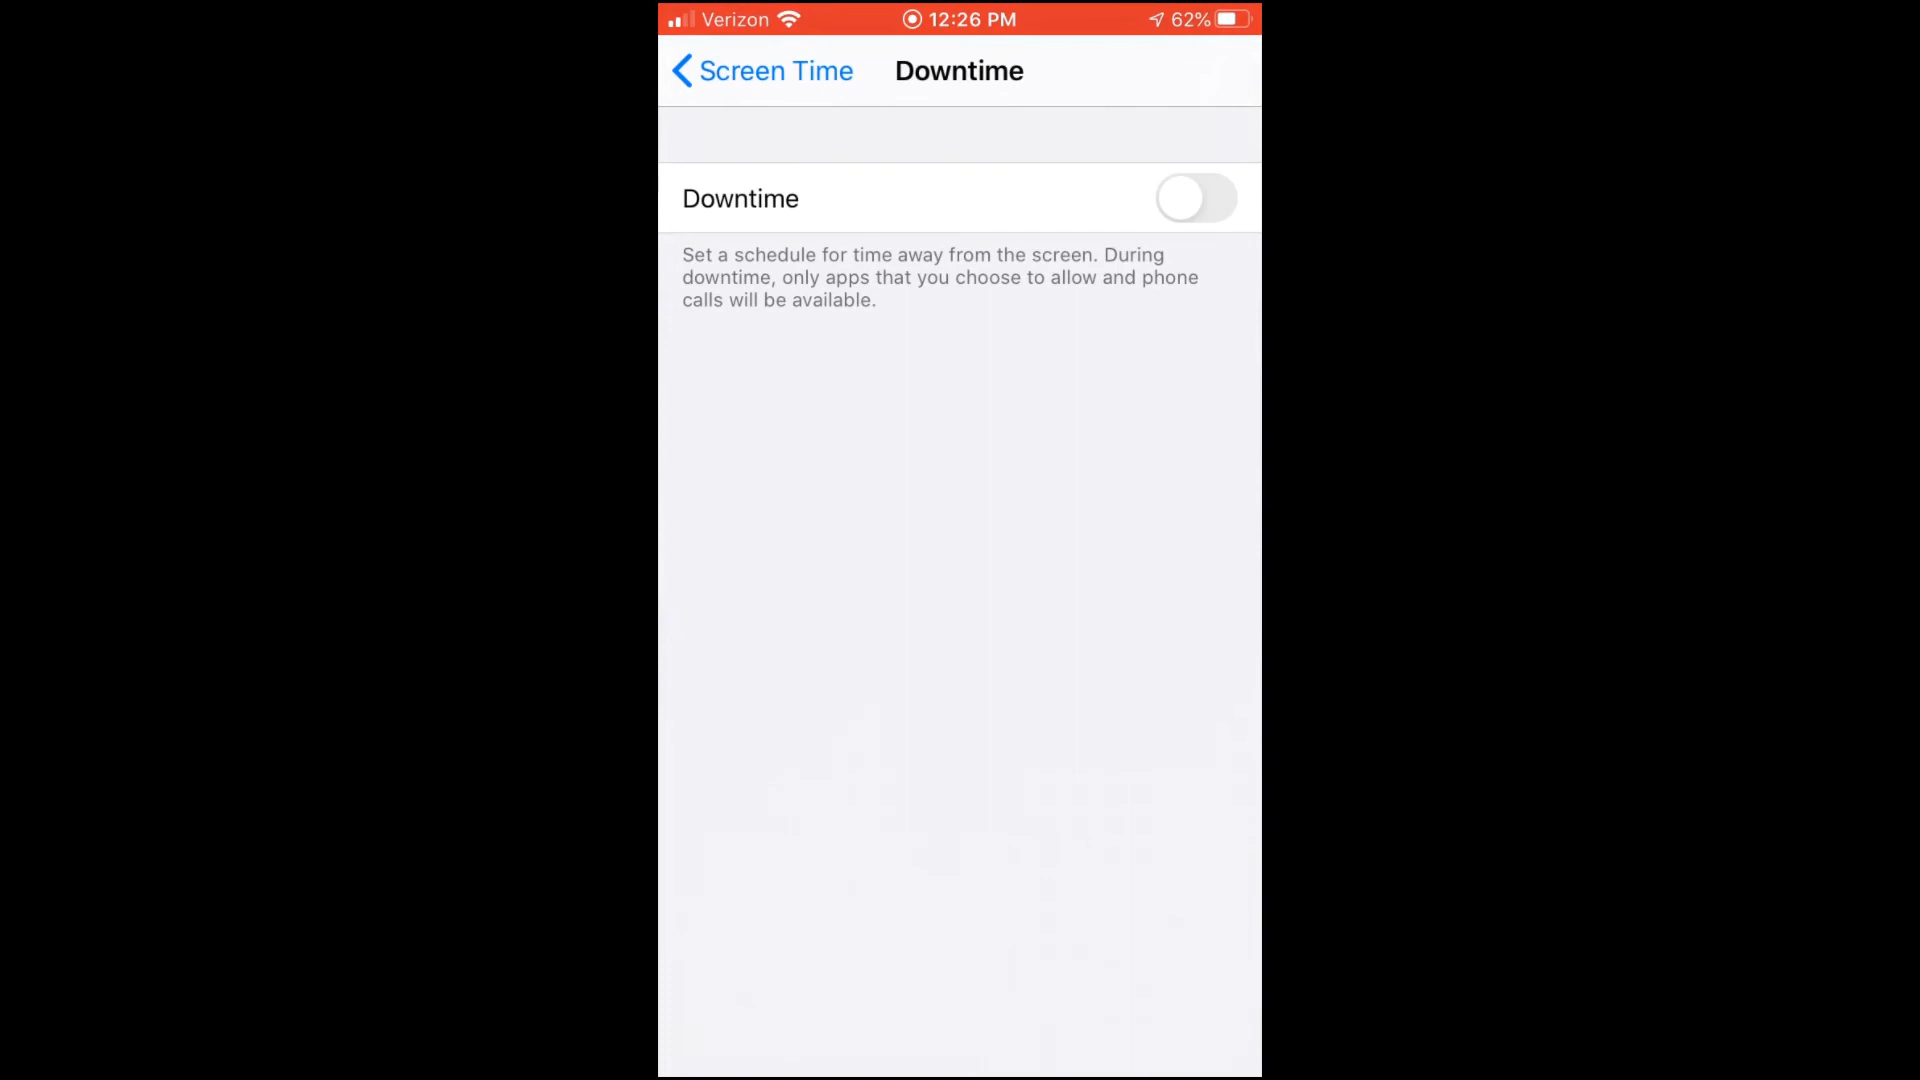 Verizon 12:26 PM 62%
Screen Time Downtime
Downtime
Set a schedule for time away from the screen. During
downtime, only apps that you choose to allow and phone
calls will be available.